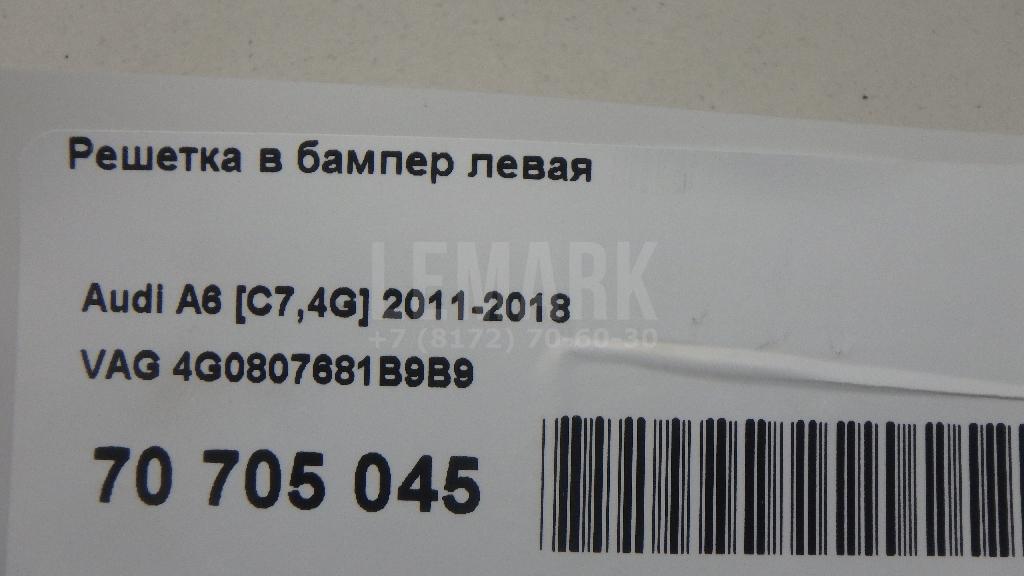 Решетка в бампер левая
LEMARK
Audi A6 [C7,4G] 2011-2018
+7 (8172) 70-60-30
VAG 4G0807681B9B9
70 705 045